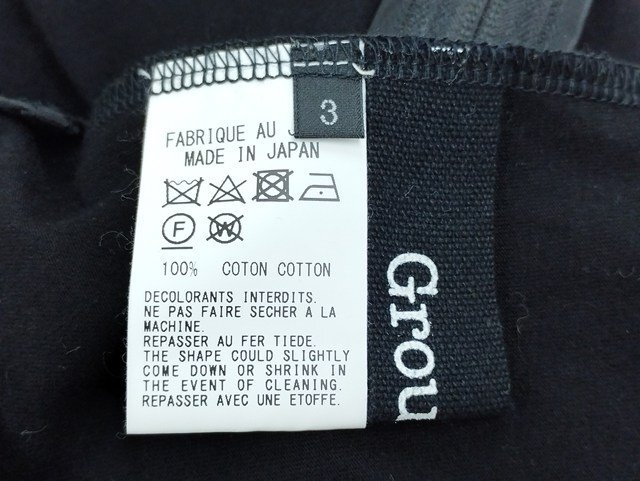 3
FABRIQUE AU J
MADE IN JAPAN
F
W
100% COTON COTTON
DECOLORANTS INTERDITS.
NE PAS FAIRE SECHER A LA
MACHINE.
REPASSER AU FER TIEDE.
THE SHAPE COULD SLIGHTLY
COME DOWN OR SHRINK IN
THE EVENT OF CLEANING.
REPASSER AVEC UNE ETOFFE.
Grou